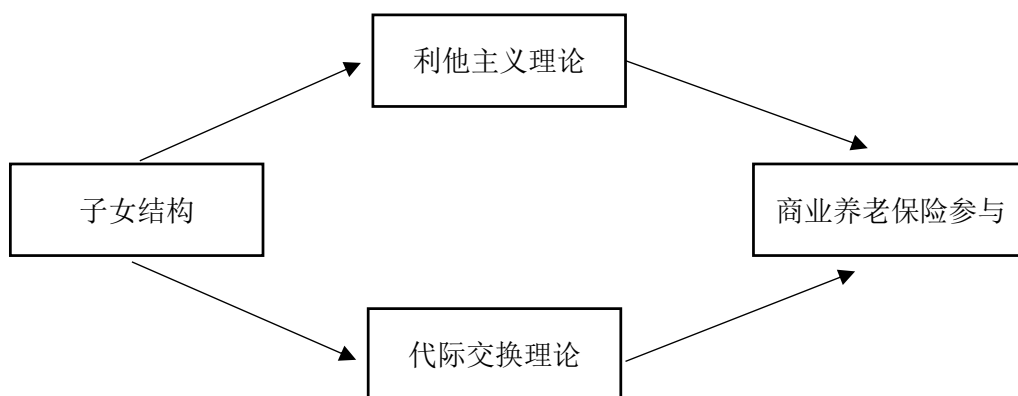 利他主义理论
子女结构
商业养老保险参与
代际交换理论